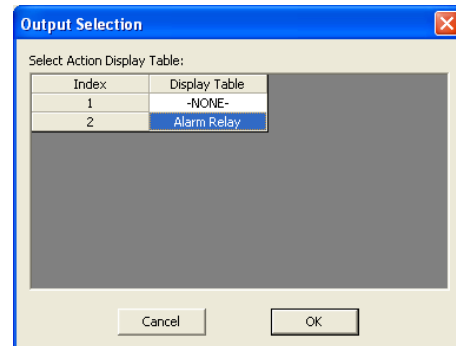 Output Selection
Select Action Display Table:
Index Display Table
1 -NONE-
2 Alarm Relay
Cancel OK